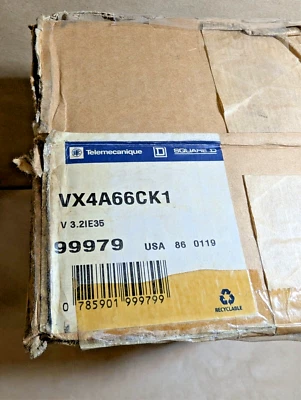 Telemecanique SQUARE D
VX4A66CK1
V 3.2IE35
99979 USA 86 0119
0 785901 999799
RECYCLABLE